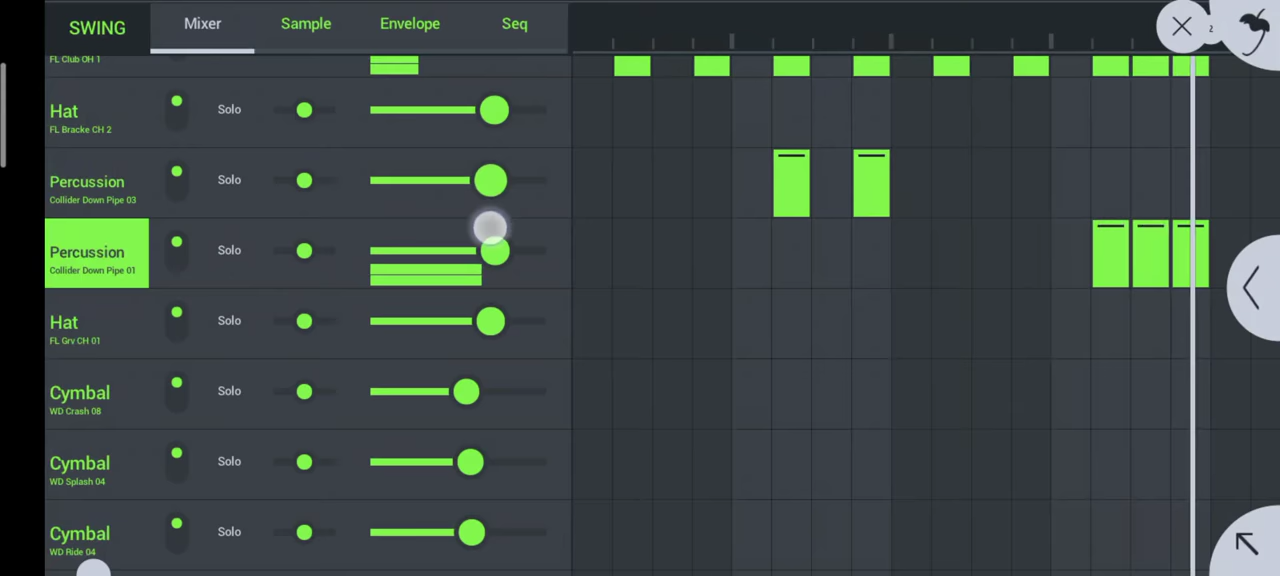 SWING
Mixer
Sample
Envelope
Seq
2
FL Club OH 1
Hat
Solo
FL Bracke CH 2
Percussion
Solo
Collider Down Pipe 03
Percussion
Solo
Collider Down Pipe 01
Hat
Solo
FL Grv CH 01
Cymbal
Solo
WD Crash 08
Cymbal
Solo
WD Splash 04
Cymbal
Solo
WD Ride 04